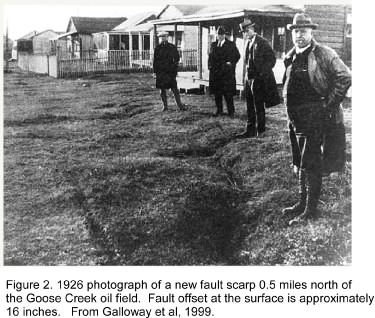 Figure 2. 1926 photograph of a new fault scarp 0.5 miles north of
the Goose Creek oil field.  Fault offset at the surface is approximately
16 inches.   From Galloway et al, 1999.